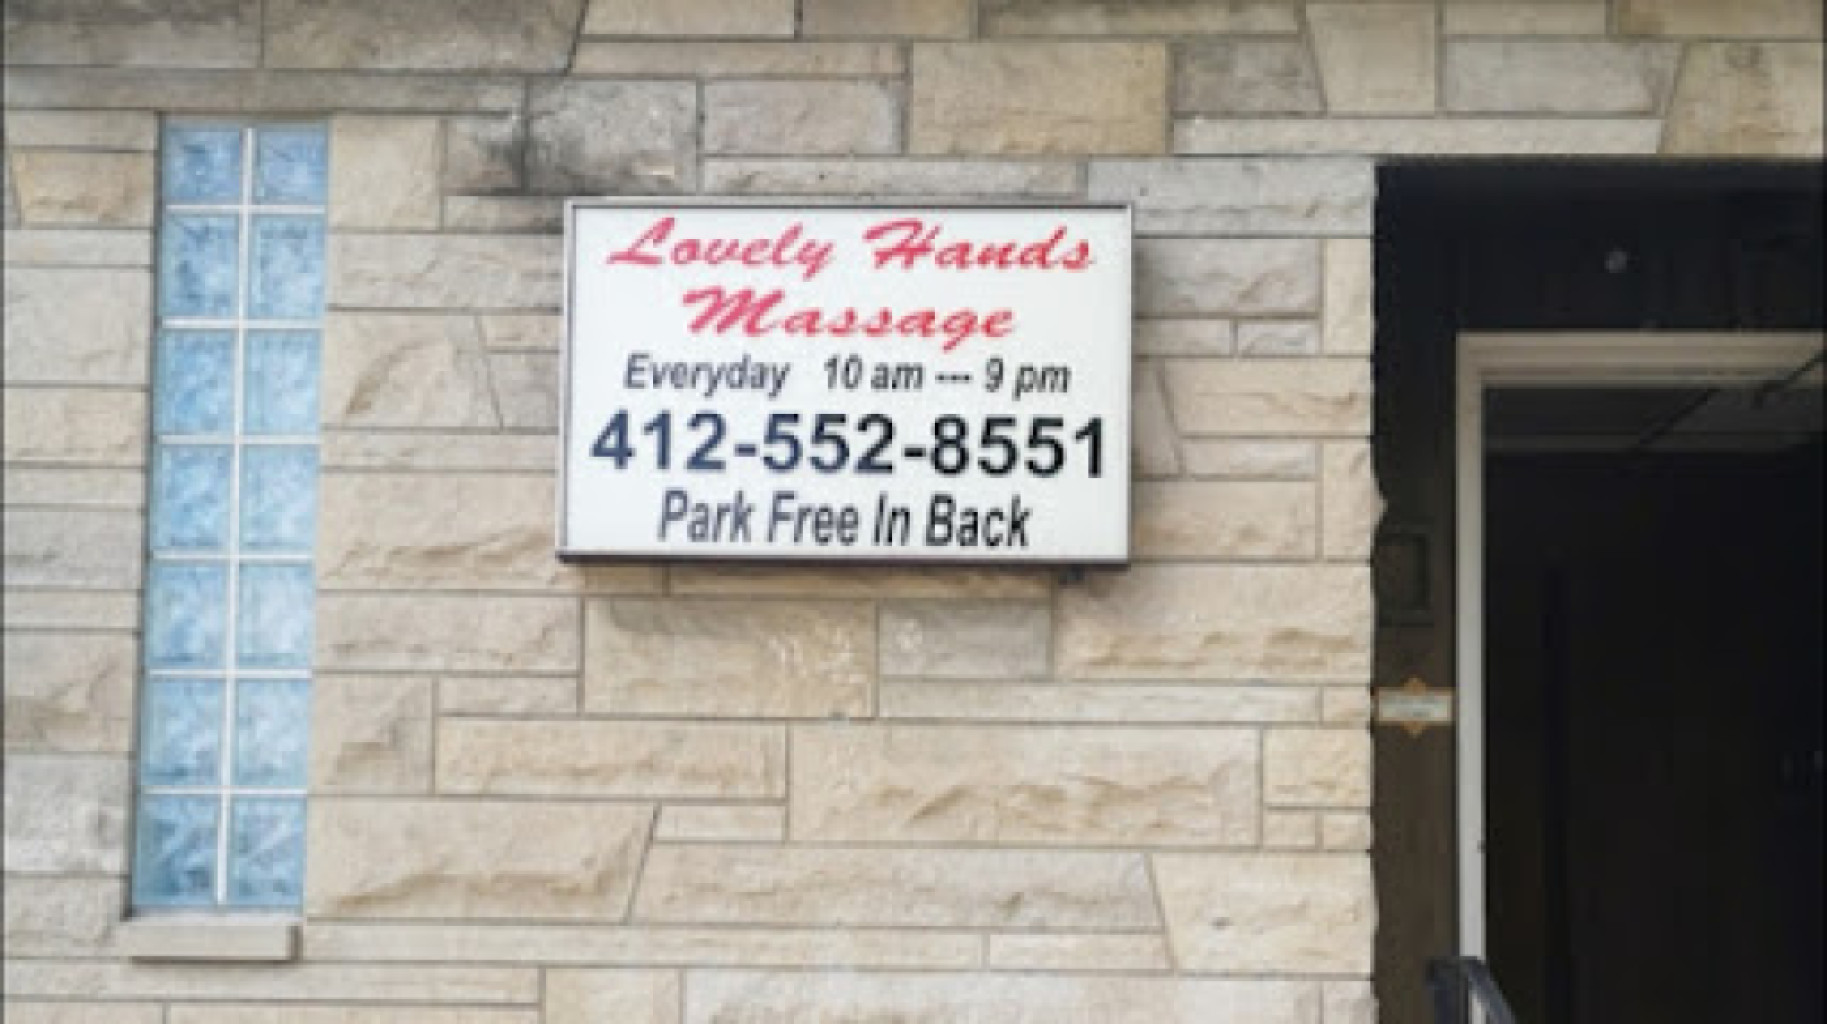 Lovely Hands
Massage
Everyday 10 am --- 9 pm
412-552-8551
Park Free In Back